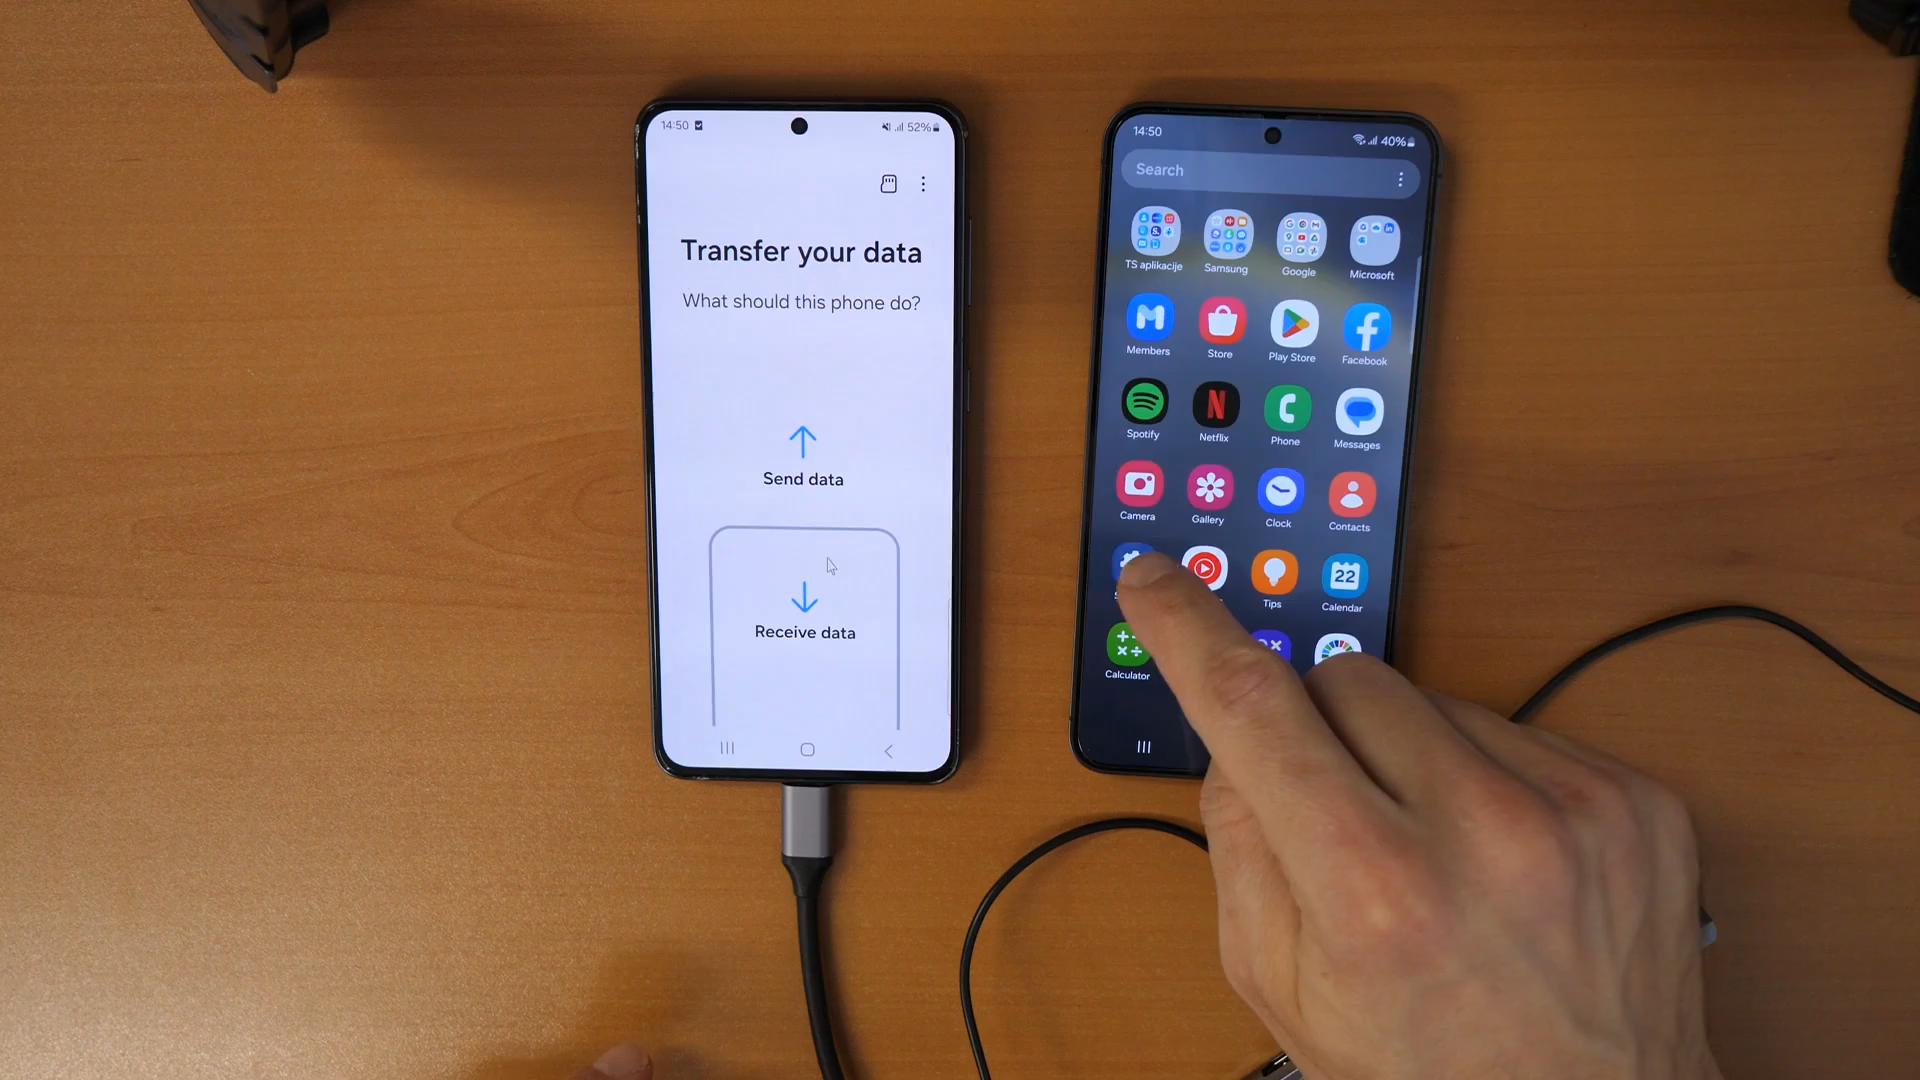 14:50
52%
Transfer your data
What should this phone do?
Send data
Receive data
14:50
40%
Search
TS aplikacije
Samsung
Google
Microsoft
Members
Store
Play Store
Facebook
Spotify
Netflix
Phone
Messages
Camera
Gallery
Clock
Contacts
Tips
22
Calendar
Calculator